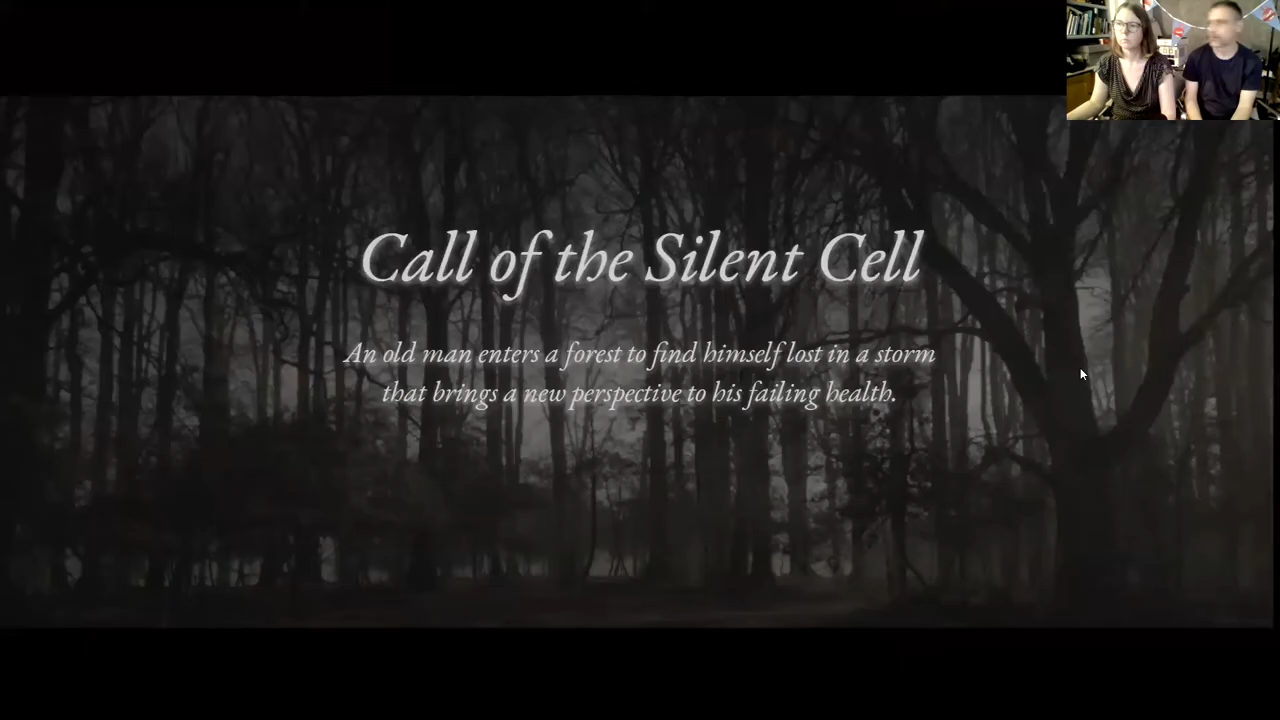 Call of the Silent Cell
An old man enters a forest to find himself lost in a storm
that brings a new perspective to his failing health.